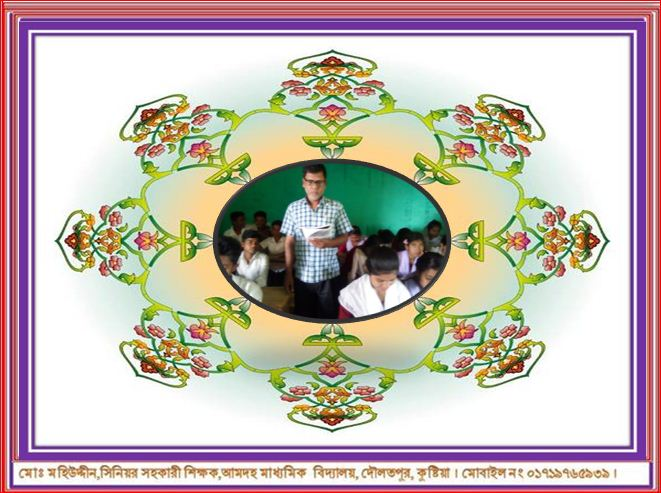 মোঃ মহিউদ্দীন,সিনিয়র সহকারী শিক্ষক,আমদহ মাধ্যমিক বিদ্যালয়, দৌলতপুর, কুষ্টিয়া । মোবাইল নং ০১৭১৯৭৬৫৯৩৯ ।